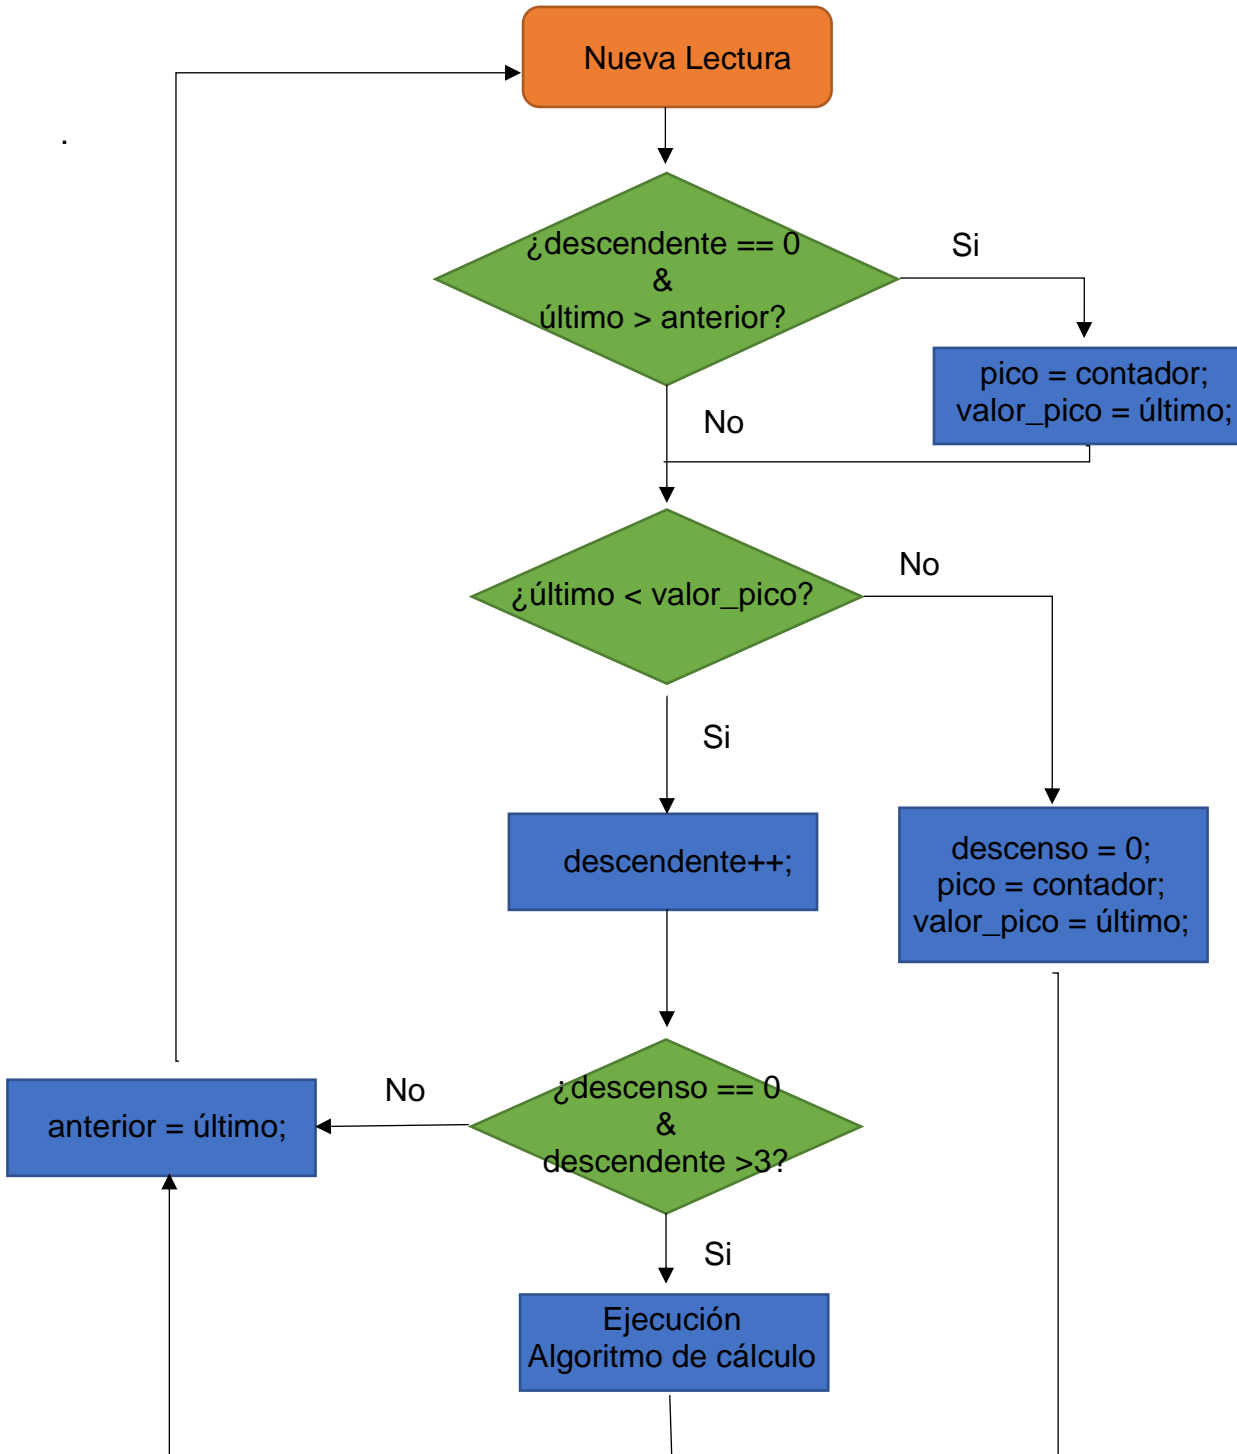 Nueva Lectura
.
¿descendente == 0
&
último > anterior?
Si
pico = contador;
valor_pico = último;
No
¿último < valor_pico?
No
Si
descendente++;
descenso = 0;
pico = contador;
valor_pico = último;
¿descenso == 0
&
descendente >3?
No
anterior = último;
Si
Ejecución
Algoritmo de cálculo